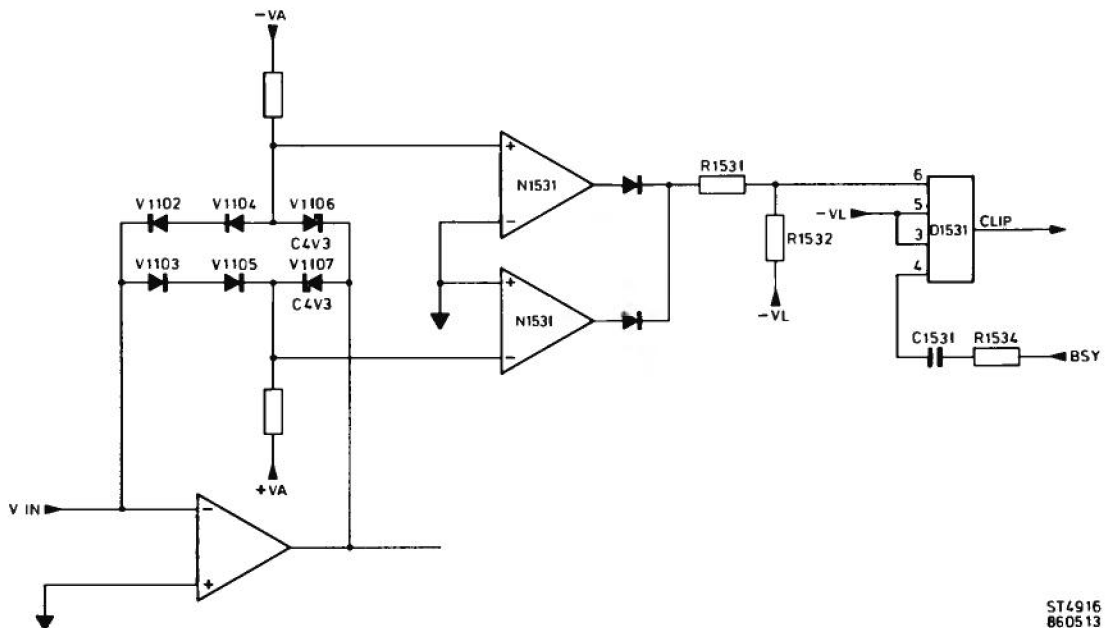 -VA
V1102
V1104
V1106
C4V3
V1103
V1105
V1107
C4V3
+VA
V IN
-
+
+
N1531
-
+
N1531
-
R1531
R1532
-VL
-VL
6
5
3
4
D1531
CLIP
C1531
R1534
BSY
ST4916
860513